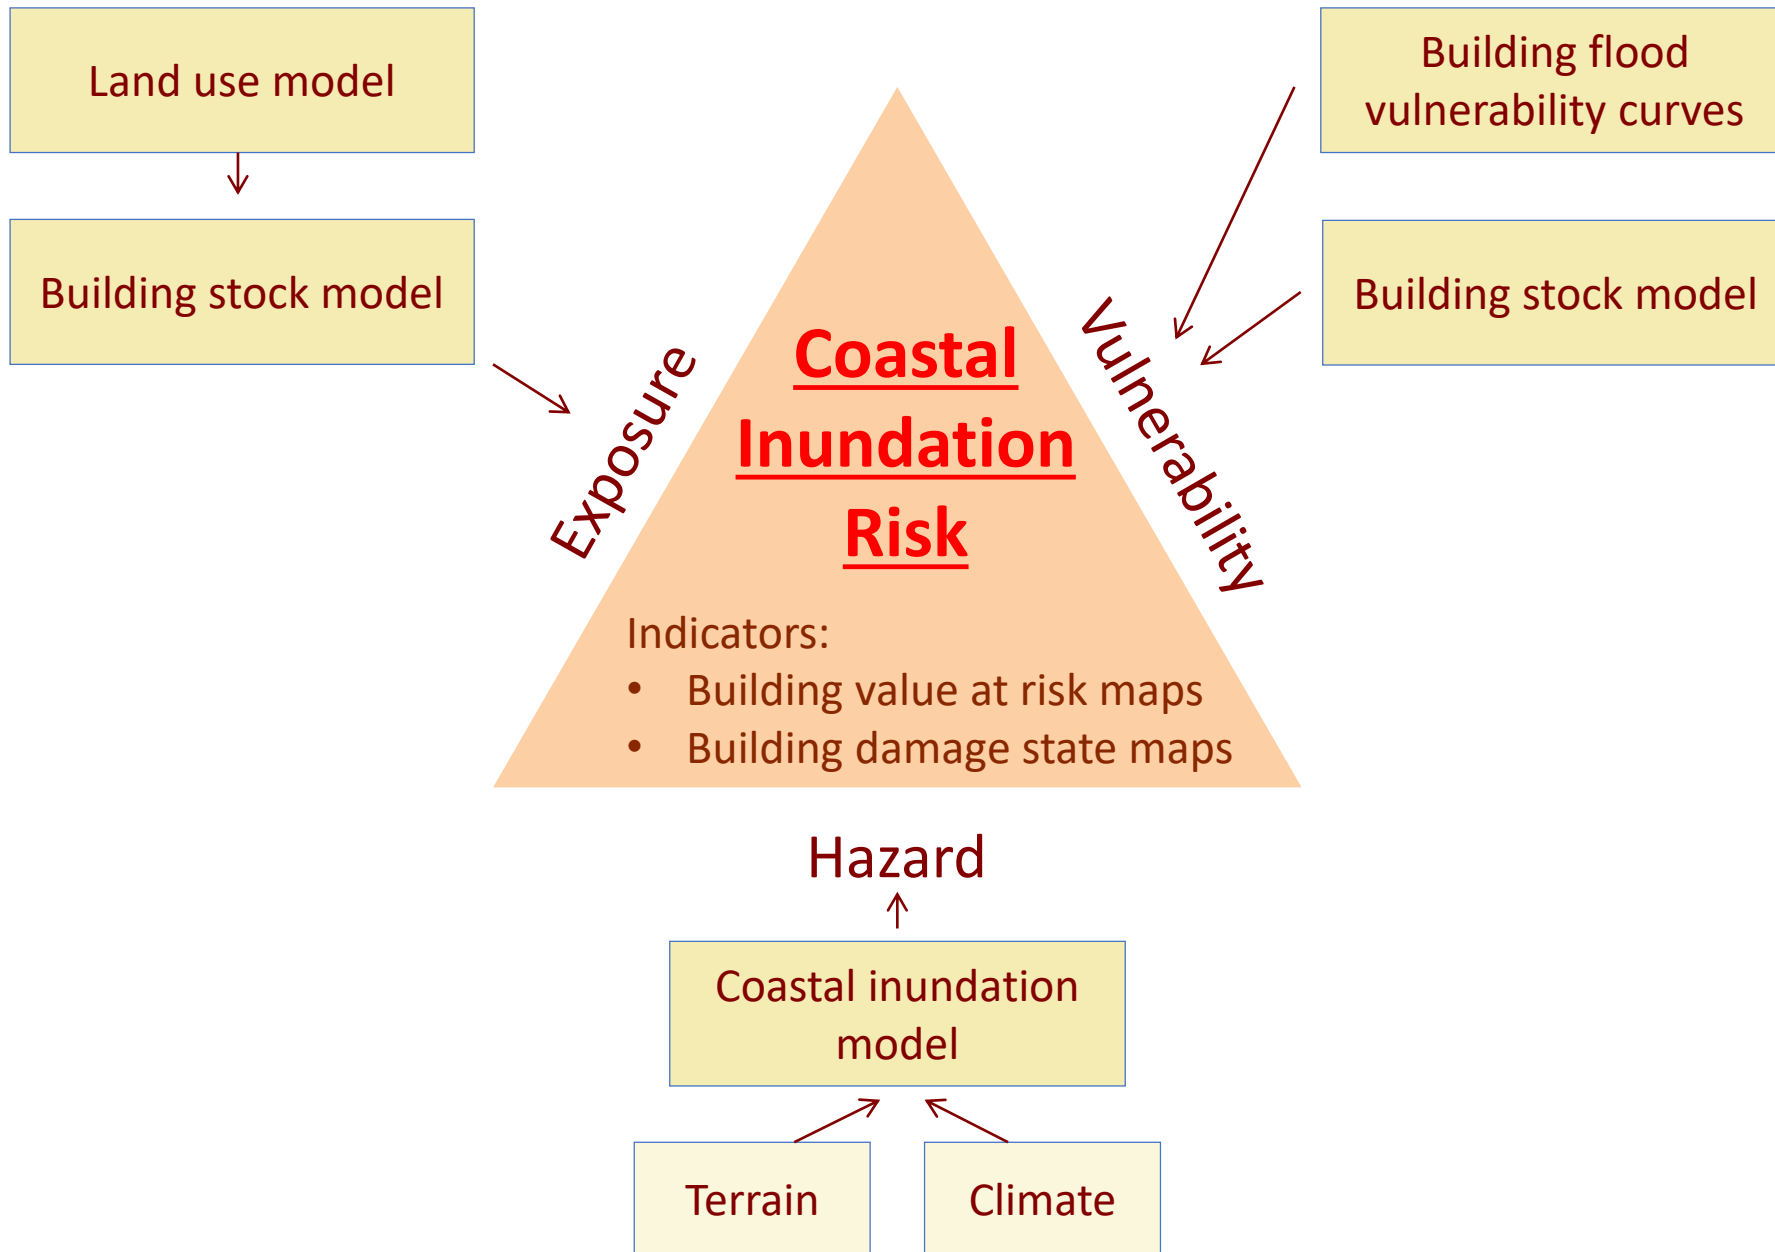 Land use model
Building stock model
Building flood
vulnerability curves
Building stock model
Exposure
Vulnerability
Coastal
Inundation
Risk
Indicators:
• Building value at risk maps
• Building damage state maps
Hazard
Coastal inundation
model
Terrain
Climate